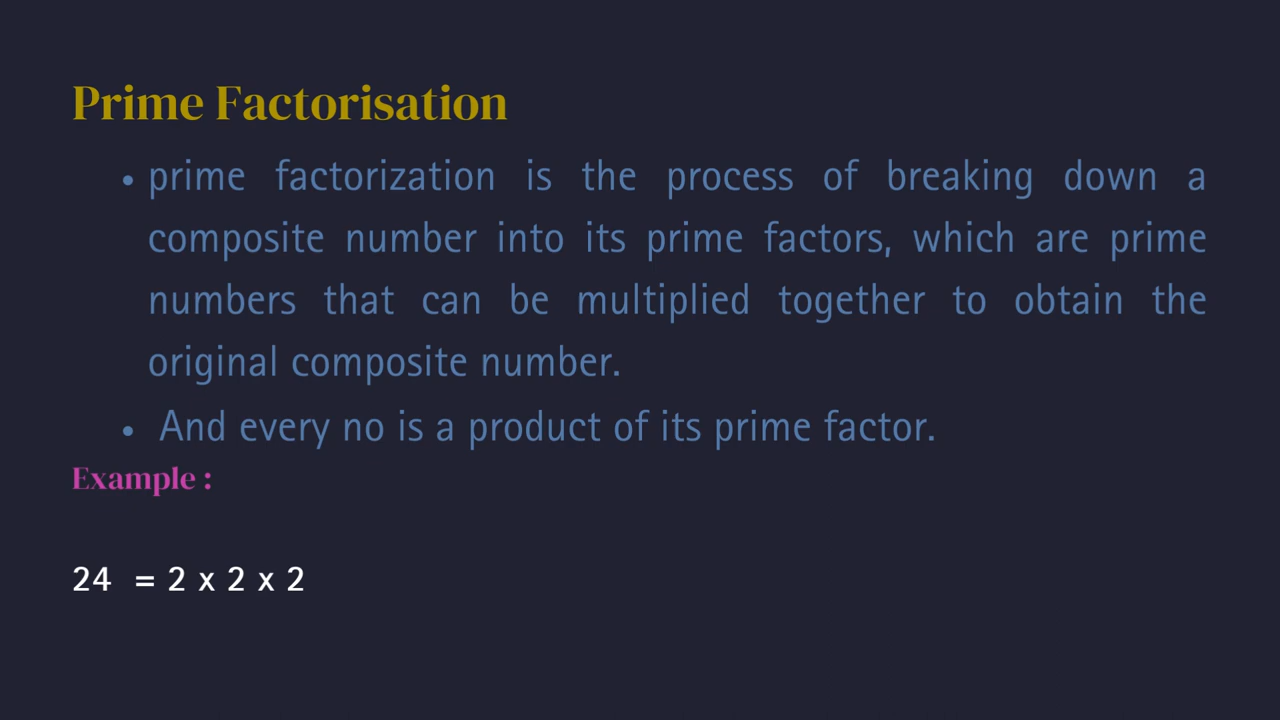 Prime Factorisation
• prime factorization is the process of breaking down a
composite number into its prime factors, which are prime
numbers that can be multiplied together to obtain the
original composite number.
• And every no is a product of its prime factor.
Example :
24 = 2 x 2 x 2